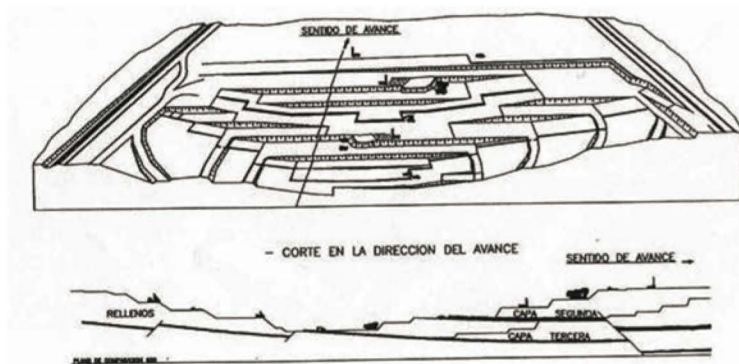 SENTIDO DE AVANCE
- CORTE EN LA DIRECCION DEL AVANCE
SENTIDO DE AVANCE
RELLENOS
CAPA SEGUNDA
CAPA TERCERA